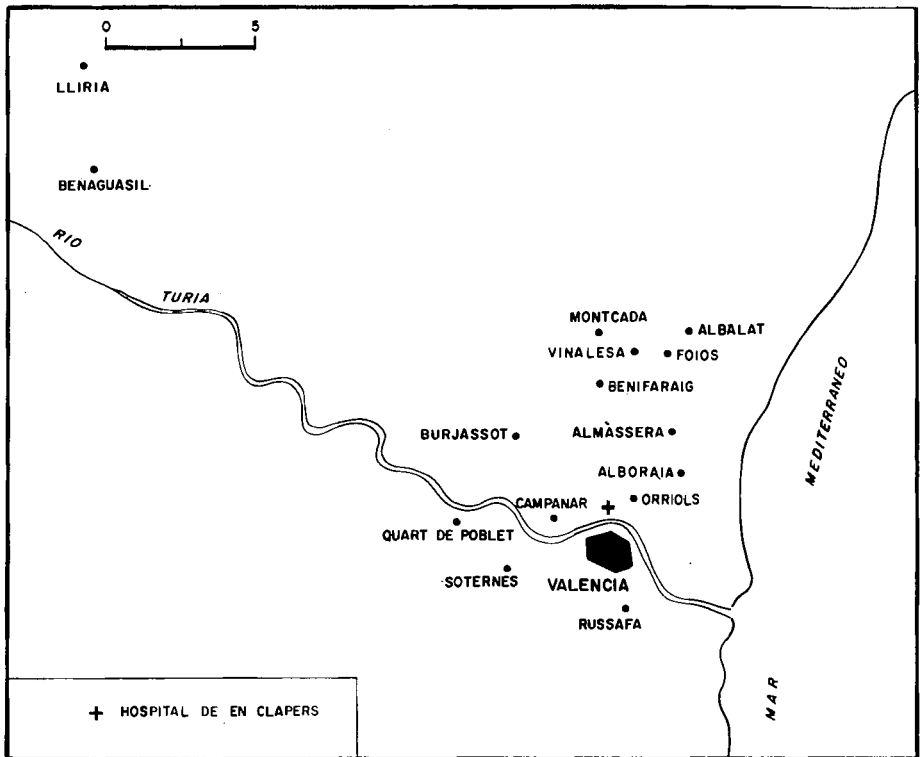 0 5
LLIRIA
BENAGUASIL
RIO
TURIA
MONTCADA
ALBALAT
VINALESA
FOIOS
BENIFARAIG
MEDITERRANEO
BURJASSOT
ALMÀSSERA
ALBORAIA
CAMPANAR
ORRIOLS
QUART DE POBLET
SOTERNES
VALENCIA
RUSSAFA
MAR
+ HOSPITAL DE EN CLAPERS